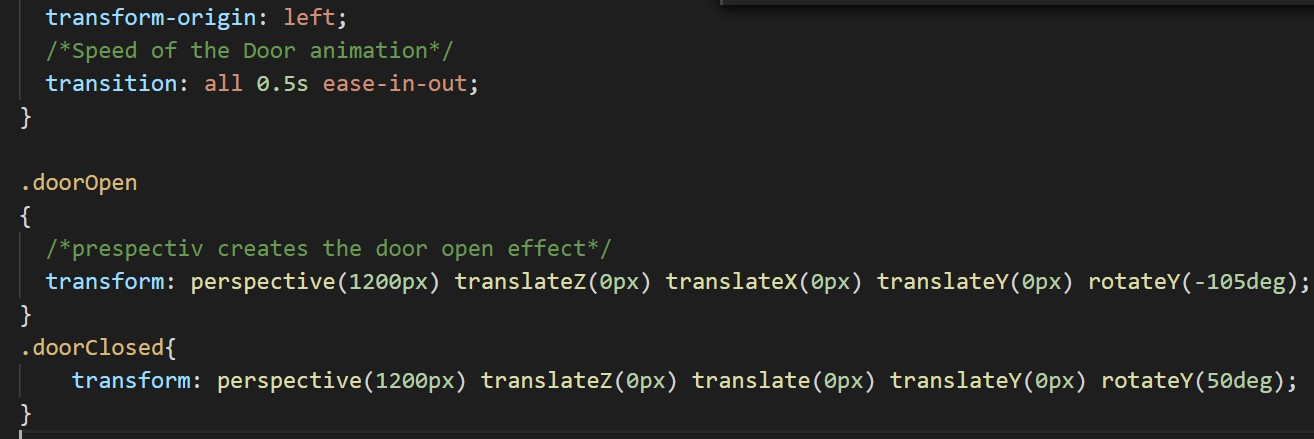 transform-origin: left;
/*Speed of the Door animation*/
transition: all 0.5s ease-in-out;
}
.doorOpen
{
/*prespectiv creates the door open effect*/
transform: perspective(1200px) translateZ(0px) translateX(0px) translateY(0px) rotateY(-105deg);
}
.doorClosed{
transform: perspective(1200px) translateZ(0px) translate(0px) translateY(0px) rotateY(50deg);
}